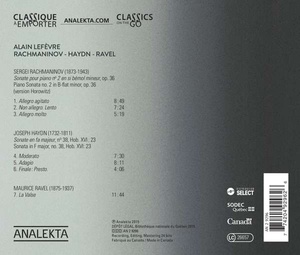 CLASSIQUE
À EMPORTER
ANALEKTA.COM
CLASSICS
ON THE GO
ALAIN LEFÈVRE
RACHMANINOV - HAYDN - RAVEL
SERGEI RACHMANINOV (1873-1943)
Sonate pour piano no 2 en si bémol mineur, op. 36
Piano Sonata no. 2 in B-flat minor, op. 36
(version Horowitz)
1. Allegro agitato 9: 49
2. Non allegro. Lento 7: 24
3. Allegro molto 5: 19
JOSEPH HAYDN (1732-1811)
Sonate en fa majeur, no 38, Hob. XVI: 23
Sonata in F major, no. 38, Hob. XVI: 23
4. Moderato 7: 30
5. Adagio 6: 11
6. Finale: Presto 4: 06
MAURICE RAVEL (1875-1937)
7. La Valse 11: 44
ANALEKTA
SELECT
SODEC
Québec
Canada
LC